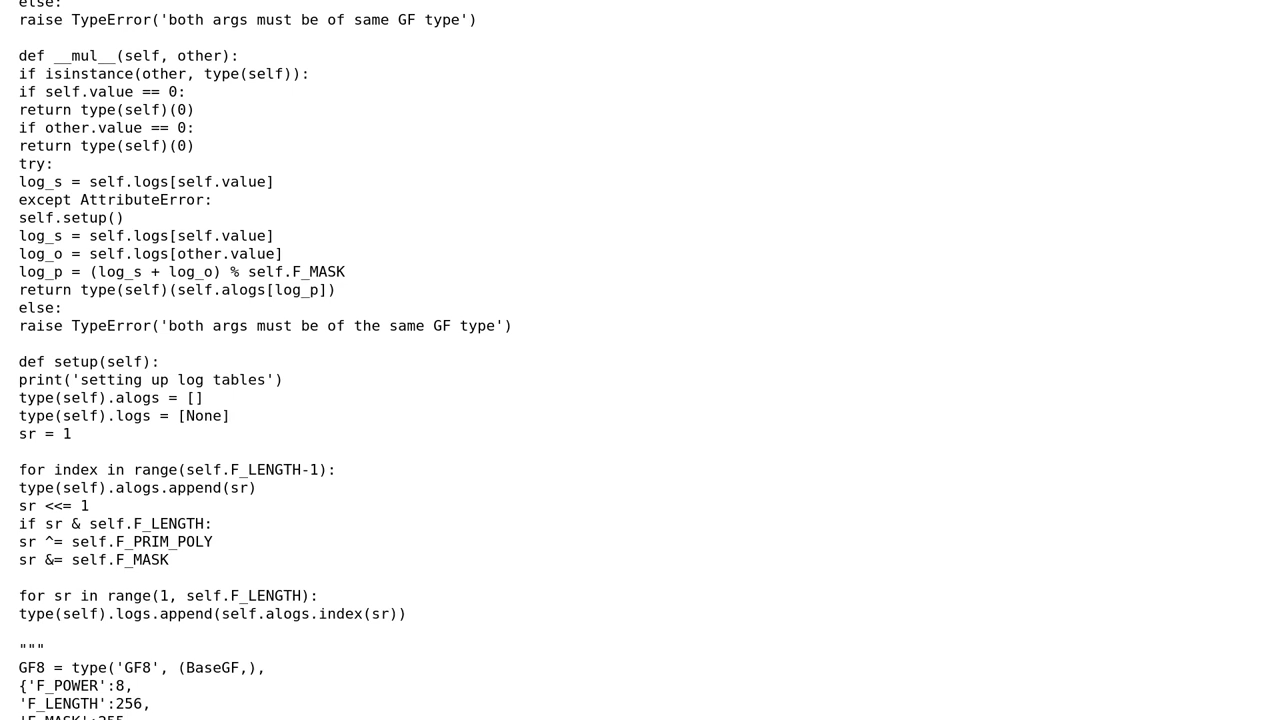 else:
raise TypeError('both args must be of same GF type')

def __mul__(self, other):
if isinstance(other, type(self)):
if self.value == 0:
return type(self)(0)
if other.value == 0:
return type(self)(0)
try:
log_s = self.logs[self.value]
except AttributeError:
self.setup()
log_s = self.logs[self.value]
log_o = self.logs[other.value]
log_p = (log_s + log_o) % self.F_MASK
return type(self)(self.alogs[log_p])
else:
raise TypeError('both args must be of the same GF type')

def setup(self):
print('setting up log tables')
type(self).alogs = []
type(self).logs = [None]
sr = 1

for index in range(self.F_LENGTH-1):
type(self).alogs.append(sr)
sr <<= 1
if sr & self.F_LENGTH:
sr ^= self.F_PRIM_POLY
sr &= self.F_MASK

for sr in range(1, self.F_LENGTH):
type(self).logs.append(self.alogs.index(sr))

"""
GF8 = type('GF8', (BaseGF,),
{'F_POWER':8,
'F_LENGTH':256,
'F_MASK':255,